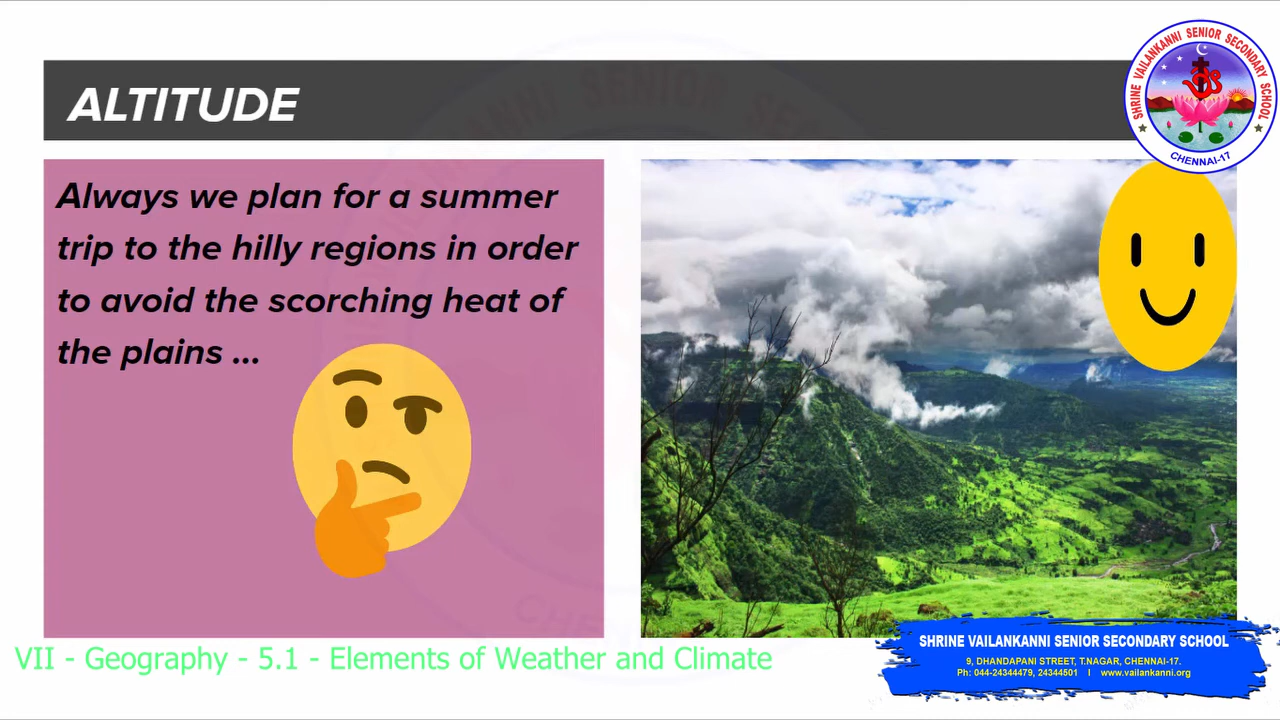 ALTITUDE
SHRINE VAILANKANNI SENIOR SECONDARY SCHOOL
CHENNAI-17
Always we plan for a summer
trip to the hilly regions in order
to avoid the scorching heat of
the plains ...
VII - Geography - 5.1 - Elements of Weather and Climate
SHRINE VAILANKANNI SENIOR SECONDARY SCHOOL
9, DHANDAPANI STREET, T.NAGAR, CHENNAI-17.
Ph: 044-24344479, 24344501 I www.vailankanni.org